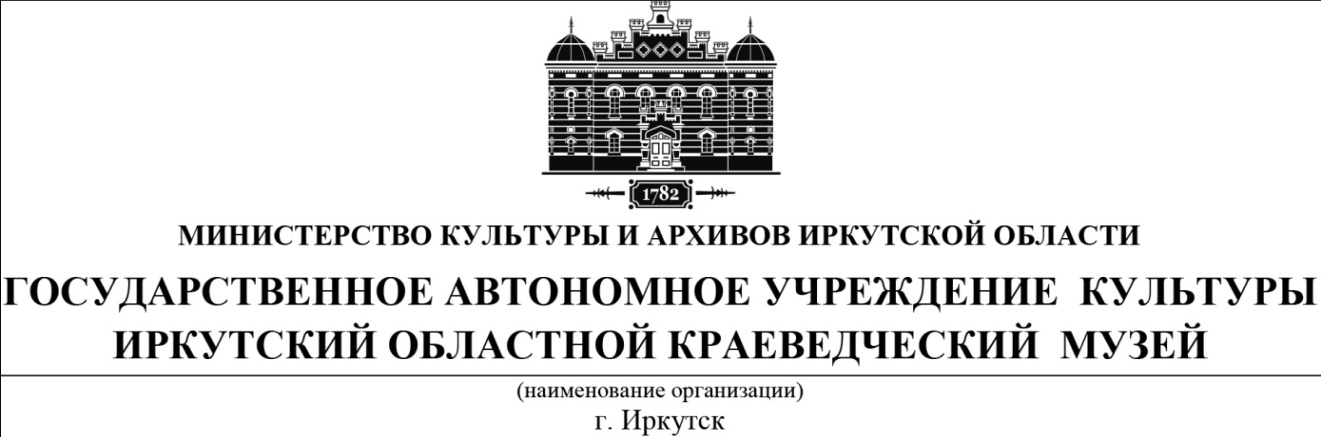 1782
МИНИСТЕРСТВО КУЛЬТУРЫ И АРХИВОВ ИРКУТСКОЙ ОБЛАСТИ
ГОСУДАРСТВЕННОЕ АВТОНОМНОЕ УЧРЕЖДЕНИЕ КУЛЬТУРЫ
ИРКУТСКИЙ ОБЛАСТНОЙ КРАЕВЕДЧЕСКИЙ МУЗЕЙ
(наименование организации)
г. Иркутск